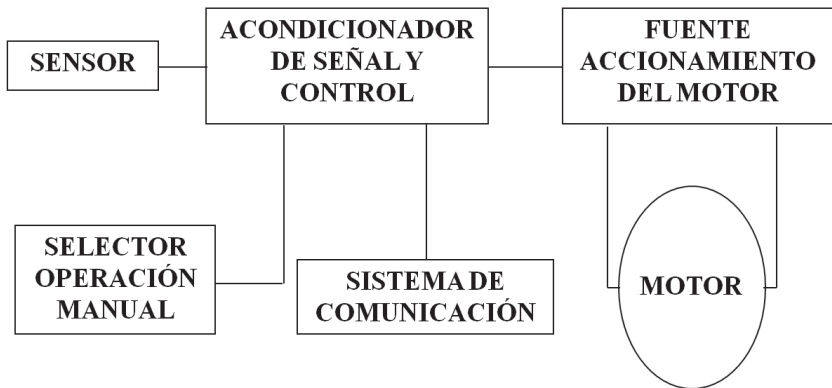 SENSOR
ACONDICIONADOR
DE SEÑAL Y
CONTROL
FUENTE
ACCIONAMIENTO
DEL MOTOR
SELECTOR
OPERACIÓN
MANUAL
SISTEMA DE
COMUNICACIÓN
MOTOR